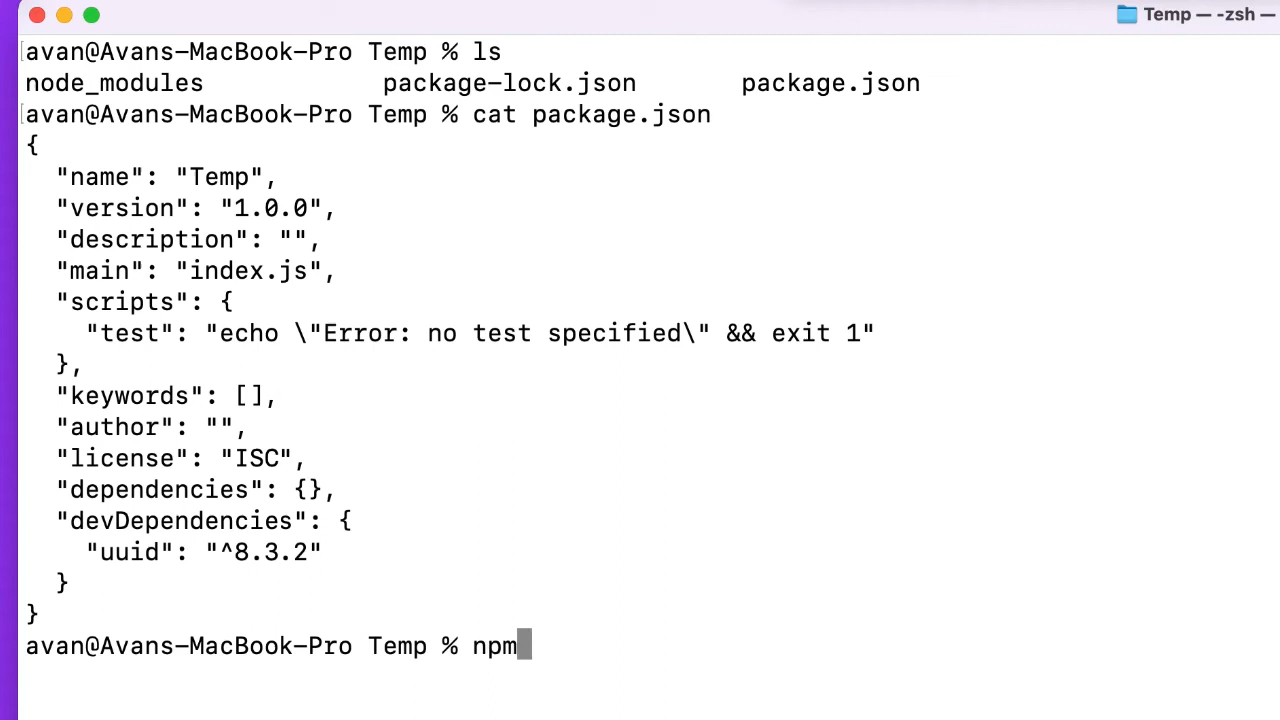 Temp — -zsh —
avan@Avans-MacBook-Pro Temp % ls
node_modules package-lock.json package.json
avan@Avans-MacBook-Pro Temp % cat package.json
{
  "name": "Temp",
  "version": "1.0.0",
  "description": "",
  "main": "index.js",
  "scripts": {
    "test": "echo \"Error: no test specified\" && exit 1"
  },
  "keywords": [],
  "author": "",
  "license": "ISC",
  "dependencies": {},
  "devDependencies": {
    "uuid": "^8.3.2"
  }
}
avan@Avans-MacBook-Pro Temp % npm